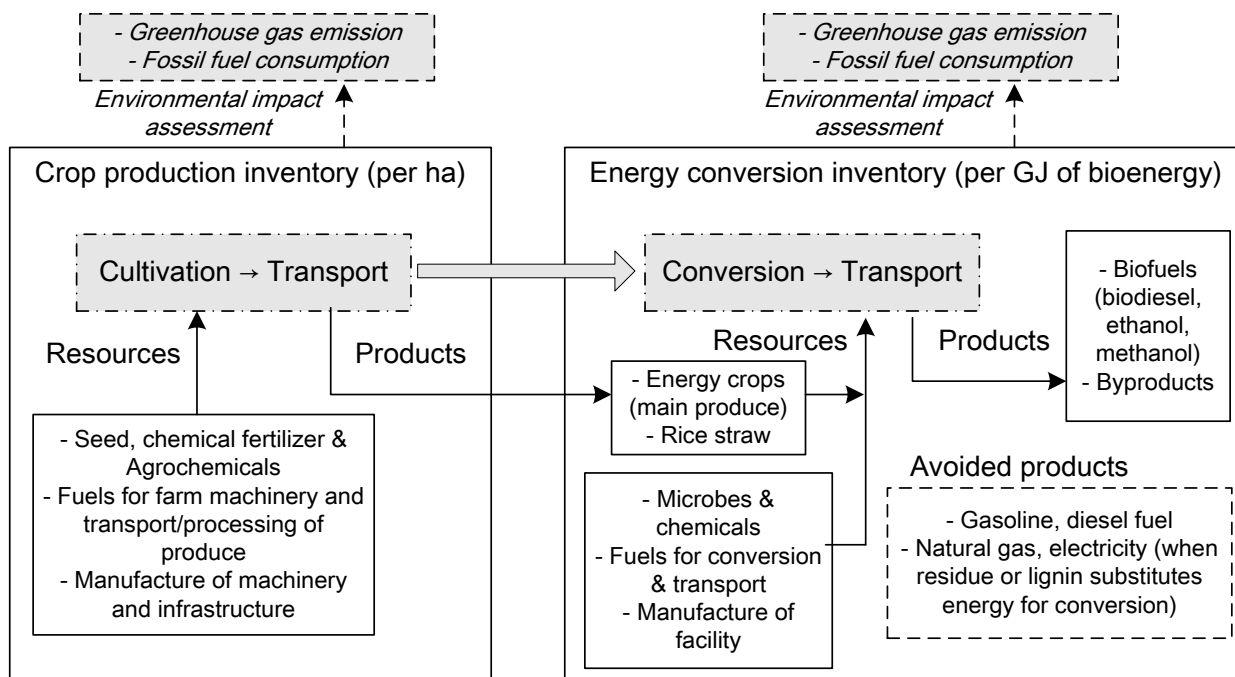 - Greenhouse gas emission
- Fossil fuel consumption
Environmental impact
assessment
Crop production inventory (per ha)
Cultivation → Transport
Resources
Products
- Seed, chemical fertilizer &
Agrochemicals
- Fuels for farm machinery and
transport/processing of
produce
- Manufacture of machinery
and infrastructure
- Greenhouse gas emission
- Fossil fuel consumption
Environmental impact
assessment
Energy conversion inventory (per GJ of bioenergy)
Conversion → Transport
Resources
Products
- Energy crops
(main produce)
- Rice straw
- Microbes &
chemicals
- Fuels for conversion
& transport
- Manufacture of
facility
- Biofuels
(biodiesel,
ethanol,
methanol)
- Byproducts
Avoided products
- Gasoline, diesel fuel
- Natural gas, electricity (when
residue or lignin substitutes
energy for conversion)